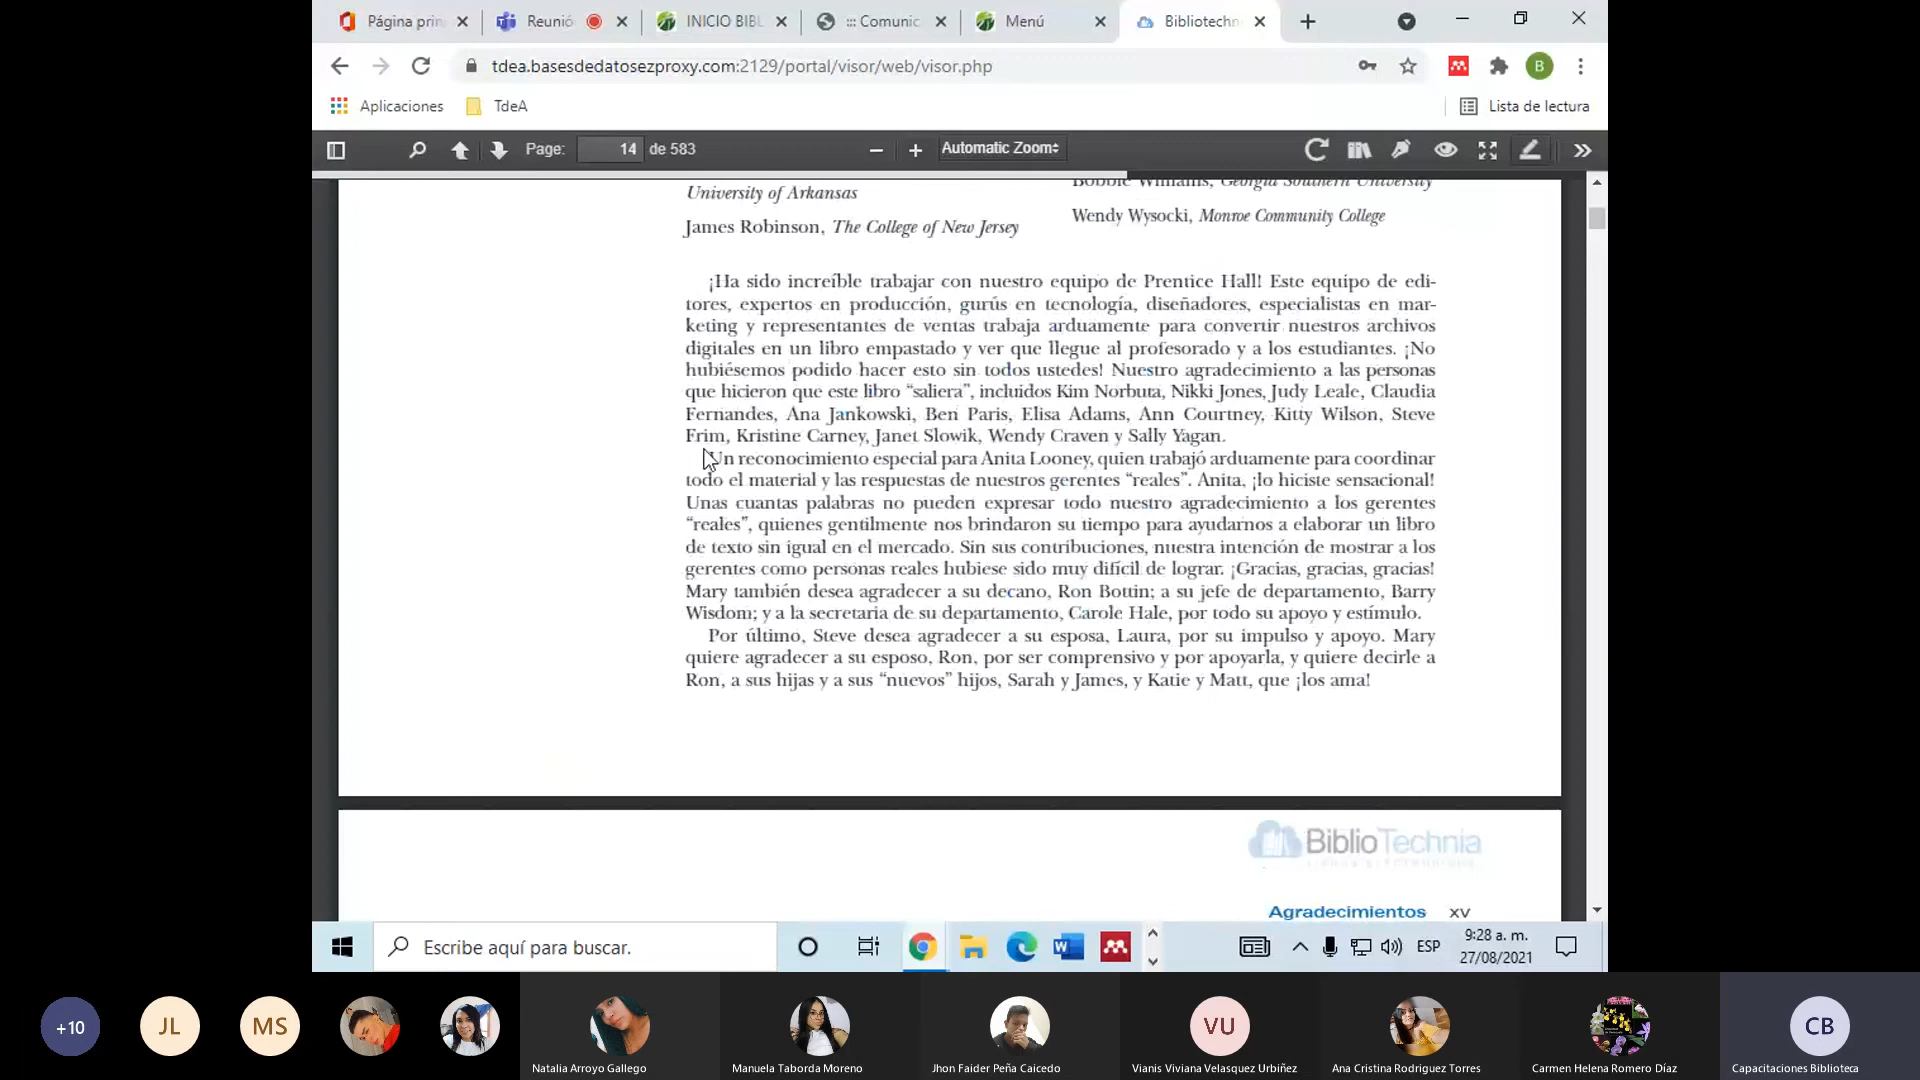 Página prin
Reunió
INICIO BIBL
::: Comunic
Menú
Bibliotechn
tdea.basesdedatosezproxy.com:2129/portal/visor/web/visor.php
B
Aplicaciones
TdeA
Lista de lectura
Page:
14
de 583
Automatic Zoom
University of Arkansas
James Robinson, The College of New Jersey
Bobbie Williams, Georgia Southern University
Wendy Wysocki, Monroe Community College
¡Ha sido increíble trabajar con nuestro equipo de Prentice Hall! Este equipo de edi-
tores, expertos en producción, gurús en tecnología, diseñadores, especialistas en mar-
keting y representantes de ventas trabaja arduamente para convertir nuestros archivos
digitales en un libro empastado y ver que llegue al profesorado y a los estudiantes. ¡No
hubiésemos podido hacer esto sin todos ustedes! Nuestro agradecimiento a las personas
que hicieron que este libro “saliera”, incluidos Kim Norbuta, Nikki Jones, Judy Leale, Claudia
Fernandes, Ana Jankowski, Ben Paris, Elisa Adams, Ann Courtney, Kitty Wilson, Steve
Frim, Kristine Carney, Janet Slowik, Wendy Craven y Sally Yagan.
Un reconocimiento especial para Anita Looney, quien trabajó arduamente para coordinar
todo el material y las respuestas de nuestros gerentes “reales”. Anita, ¡lo hiciste sensacional!
Unas cuantas palabras no pueden expresar todo nuestro agradecimiento a los gerentes
“reales”, quienes gentilmente nos brindaron su tiempo para ayudarnos a elaborar un libro
de texto sin igual en el mercado. Sin sus contribuciones, nuestra intención de mostrar a los
gerentes como personas reales hubiese sido muy difícil de lograr. ¡Gracias, gracias, gracias!
Mary también desea agradecer a su decano, Ron Bottin; a su jefe de departamento, Barry
Wisdom; y a la secretaria de su departamento, Carole Hale, por todo su apoyo y estímulo.
Por último, Steve desea agradecer a su esposa, Laura, por su impulso y apoyo. Mary
quiere agradecer a su esposo, Ron, por ser comprensivo y por apoyarla, y quiere decirle a
Ron, a sus hijas y a sus “nuevos” hijos, Sarah y James, y Katie y Matt, que ¡los ama!
BiblioTechnia
Agradecimientos xv
Escribe aquí para buscar.
ESP
9:28 a. m.
27/08/2021
+10
JL
MS
VU
CB
Natalia Arroyo Gallego
Manuela Taborda Moreno
Jhon Faider Peña Caicedo
Vianis Viviana Velasquez Urbiñez
Ana Cristina Rodriguez Torres
Carmen Helena Romero Díaz
Capacitaciones Biblioteca